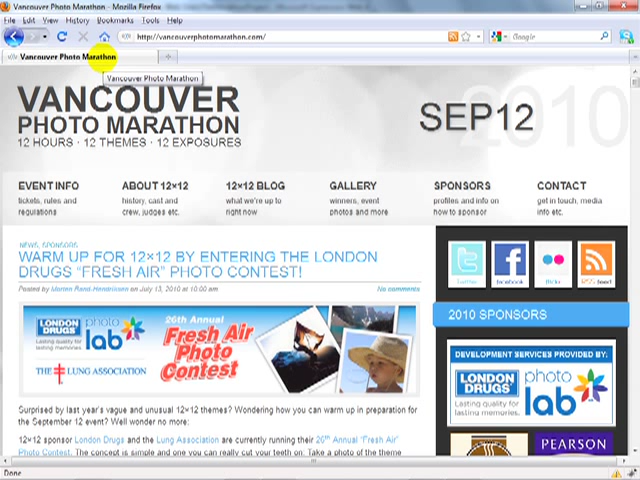 Vancouver Photo Marathon - Mozilla Firefox
File Edit View History Bookmarks Tools Help
http://vancouverphotomarathon.com/
Google
Vancouver Photo Marathon
Vancouver Photo Marathon
VANCOUVER
PHOTO MARATHON
12 HOURS · 12 THEMES · 12 EXPOSURES
2010
SEP12
EVENT INFO
tickets, rules and
regulations
ABOUT 12×12
history, cast and
crew, judges etc.
12×12 BLOG
what we're up to
right now
GALLERY
winners, event
photos and more
SPONSORS
profiles and info on
how to sponsor
CONTACT
get in touch, media
info etc.
NEWS, SPONSORS
WARM UP FOR 12×12 BY ENTERING THE LONDON
DRUGS "FRESH AIR" PHOTO CONTEST!
Posted by Morten Rand-Hendriksen on July 13, 2010 at 10:00 am
No comments
LONDON
DRUGS
photo
lab
Lasting quality for
lasting memories.
THE LUNG ASSOCIATION
26th Annual
Fresh Air
Photo
Contest
Surprised by last year's vague and unusual 12×12 themes? Wondering how you can warm up in preparation for
the September 12 event? Well wonder no more:
12×12 sponsor London Drugs and the Lung Association are currently running their 26th Annual "Fresh Air"
Photo Contest. The concept is simple and one you can really cut your teeth on: Take a photo of the theme
twitter
facebook
flickr
RSS feed
2010 SPONSORS
DEVELOPMENT SERVICES PROVIDED BY:
LONDON
DRUGS
photo
lab
Lasting quality for
lasting memories.
PEARSON
Done